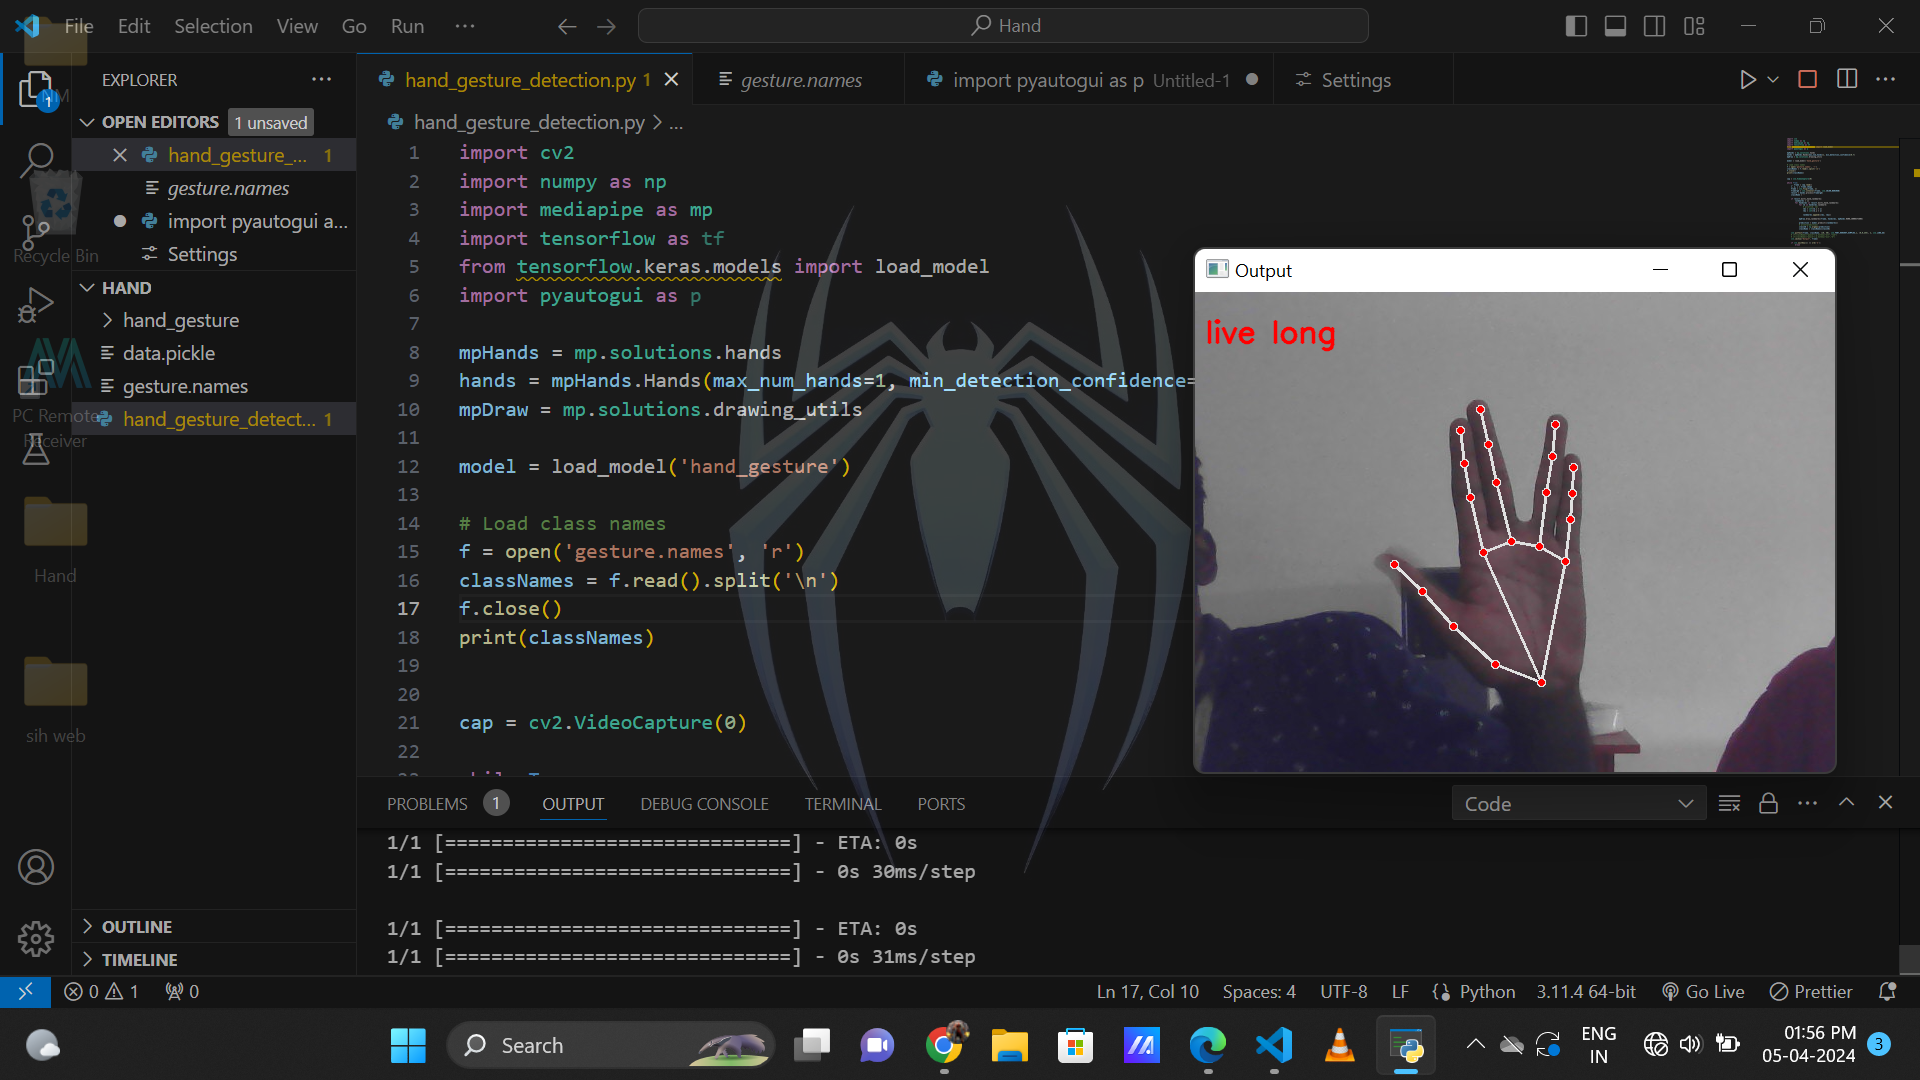 File Edit Selection View Go Run ···
Hand
EXPLORER
OPEN EDITORS 1 unsaved
hand_gesture_... 1
gesture.names
import pyautogui a...
Settings
HAND
hand_gesture
data.pickle
gesture.names
hand_gesture_detect... 1
OUTLINE
TIMELINE
1
Recycle Bin
PC Remote
Receiver
Hand
sih web
hand_gesture_detection.py 1
gesture.names
import pyautogui as p Untitled-1
Settings
hand_gesture_detection.py > ...
1 import cv2
2 import numpy as np
3 import mediapipe as mp
4 import tensorflow as tf
5 from tensorflow.keras.models import load_model
6 import pyautogui as p
7
8 mpHands = mp.solutions.hands
9 hands = mpHands.Hands(max_num_hands=1, min_detection_confidence=
10 mpDraw = mp.solutions.drawing_utils
11
12 model = load_model('hand_gesture')
13
14 # Load class names
15 f = open('gesture.names', 'r')
16 classNames = f.read().split('\n')
17 f.close()
18 print(classNames)
19
20
21 cap = cv2.VideoCapture(0)
22
Output
live long
PROBLEMS 1 OUTPUT DEBUG CONSOLE TERMINAL PORTS
Code
1/1 [==============================] - ETA: 0s
1/1 [==============================] - 0s 30ms/step
1/1 [==============================] - ETA: 0s
1/1 [==============================] - 0s 31ms/step
0 1 0
Ln 17, Col 10 Spaces: 4 UTF-8 LF Python 3.11.4 64-bit Go Live Prettier
Search
ENG
IN
01:56 PM
05-04-2024
3